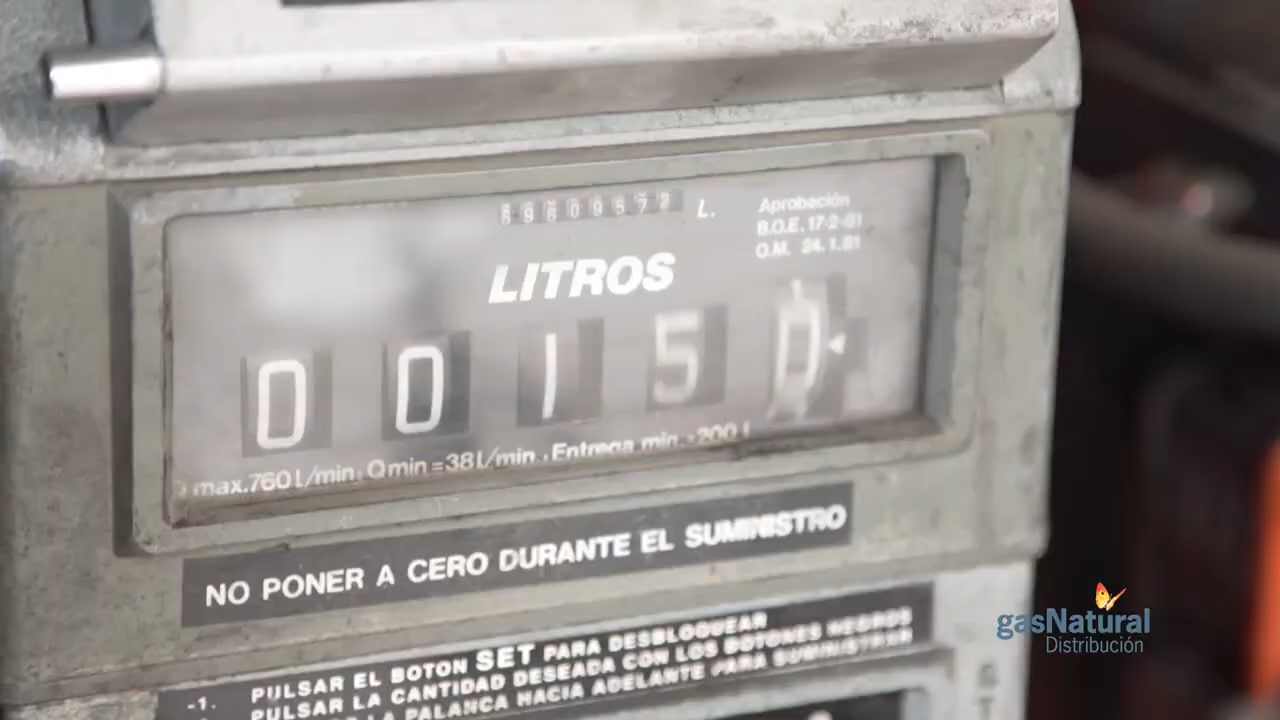 L.
Aprobación
B.O.E. 17-2-81
O.M. 24.1.81
LITROS
0 0 1 5 0
max.760 l/min. Qmin=38 l/min. Entrega min.=200 l
NO PONER A CERO DURANTE EL SUMINISTRO
-1. PULSAR EL BOTON SET PARA DESBLOQUEAR
PULSAR LA CANTIDAD DESEADA CON LOS BOTONES NEGROS
LA PALANCA HACIA ADELANTE PARA SUMINISTRAR
gasNatural
Distribución